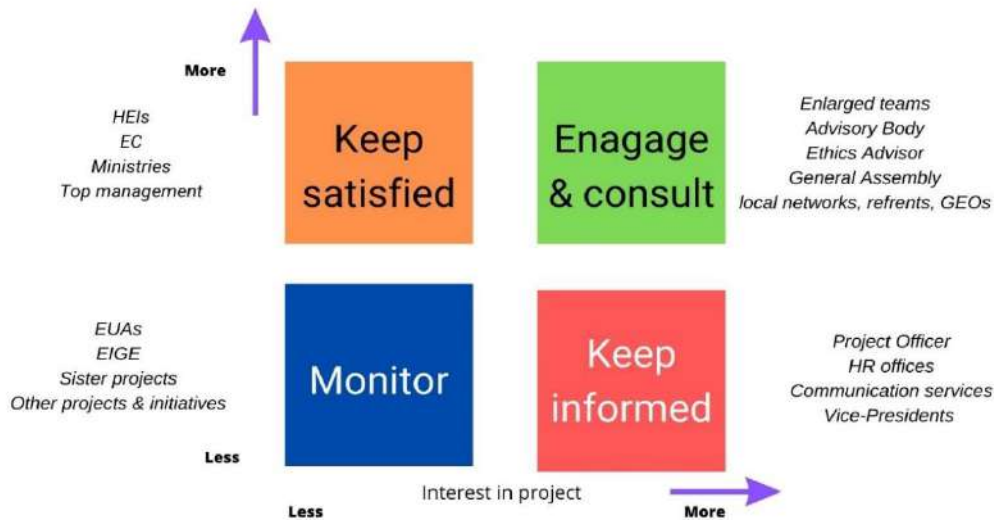 More
HEIs
EC
Ministries
Top management
Keep
satisfied
Enagage
& consult
Enlarged teams
Advisory Body
Ethics Advisor
General Assembly
local networks, refrents, GEOs
EUAs
EIGE
Sister projects
Other projects & initiatives
Monitor
Keep
informed
Project Officer
HR offices
Communication services
Vice-Presidents
Less
Interest in project
Less
More